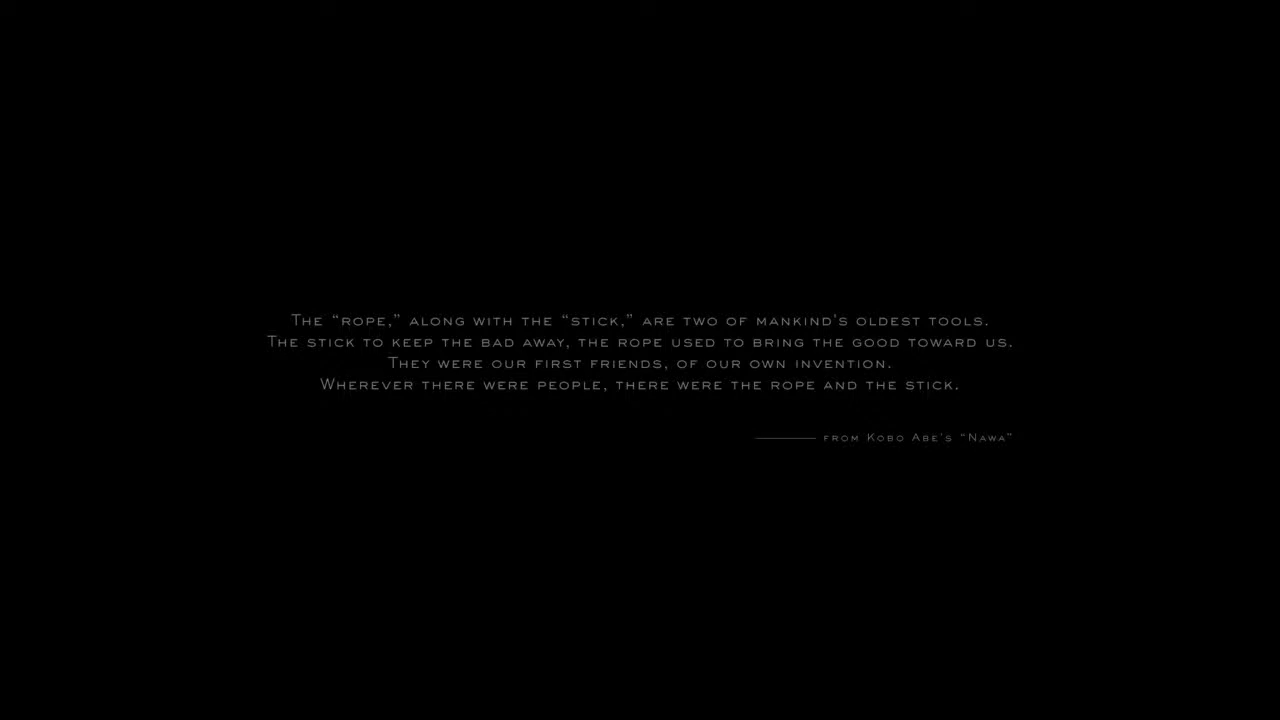 The “rope,” along with the “stick,” are two of mankind's oldest tools.
The stick to keep the bad away, the rope used to bring the good toward us.
They were our first friends, of our own invention.
Wherever there were people, there were the rope and the stick.
from Kobo Abe's “Nawa”